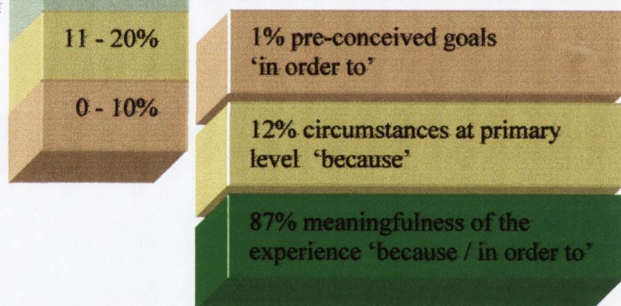 11 - 20%
0 - 10%
1% pre-conceived goals
‘in order to’
12% circumstances at primary
level ‘because’
87% meaningfulness of the
experience ‘because / in order to’